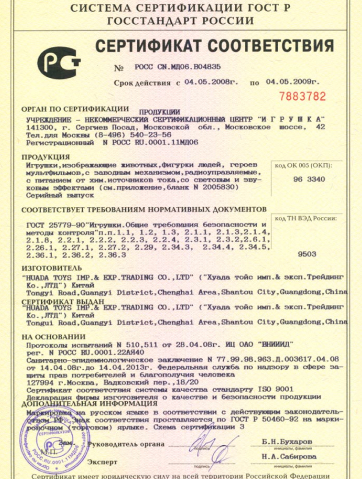 СИСТЕМА СЕРТИФИКАЦИИ ГОСТ Р
ГОССТАНДАРТ РОССИИ
СЕРТИФИКАТ СООТВЕТСТВИЯ
№ РОСС CN.МД06.В04835
Срок действия с 04.05.2008г. по 04.05.2009г.
7883782
ОРГАН ПО СЕРТИФИКАЦИИ ПРОДУКЦИИ
УЧРЕЖДЕНИЕ - НЕКОММЕРЧЕСКИЙ СЕРТИФИКАЦИОННЫЙ ЦЕНТР "ИГРУШКА"
141300, г. Сергиев Посад, Московской обл., Московское шоссе, 42
Тел.для Москвы (8-496) 540-23-56
Регистрационный N РОСС RU.0001.11МД06
ПРОДУКЦИЯ
Игрушки,изображающие животных,фигурки людей, героев
мультфильмов,с заводным механизмом,радиоуправляемые,
с питанием от хим.источников тока,со световым и зву-
ковым эффектами (см.приложение,бланк N 2005830)
Серийный выпуск
код ОК 005 (ОКП):
96 3340
СООТВЕТСТВУЕТ ТРЕБОВАНИЯМ НОРМАТИВНЫХ ДОКУМЕНТОВ
ГОСТ 25779-90"Игрушки.Общие требования безопасности и
методы контроля"п.п.1.1, 1.2, 1.3, 2.1.1, 2.1.3,2.1.4,
2.1.8, 2.2.1, 2.2.2, 2.2.3, 2.2.4, 2.3.1, 2.3.2,2.6.1,
2.26.1, 2.27.1, 2.27.2, 2.29, 2.34.3, 2.34.4, 2.34.5,
2.36.1, 2.36.2, 2.36.3
код ТН ВЭД России
9503
ИЗГОТОВИТЕЛЬ
"HUADA TOYS IMP.& EXP.TRADING CO.,LTD" ("Хуада тойс имп.& эксп.Трейдинг
Ко.,ЛТД") Китай
Tongyi Road,Guangyi District,Chenghai Area,Shantou City,Guangdong,China
СЕРТИФИКАТ ВЫДАН
"HUADA TOYS IMP.& EXP.TRADING CO.,LTD" ("Хуада тойс имп.& эксп.Трейдинг
Ко.,ЛТД") Китай
Tongyi Road,Guangyi District,Chenghai Area,Shantou City,Guangdong,China
НА ОСНОВАНИИ
Протоколы испытаний N 510,511 от 28.04.08г. ИЦ ОАО "ВНИИИ"
рег. N РОСС RU.0001.22АЯ40
Санитарно-эпидемиологическое заключение N 77.99.98.963.Д.003617.04.08
от 14.04.08г. до 14.04.2013г. Федеральная служба по надзору в сфере за-
щиты прав потребителей и благополучия человека
127994 г.Москва, Вадковский пер.,18/20
Сертификат соответствия системы качества стандарту ISO 9001
Декларация фирмы изготовителя о качестве и безопасности продукции
ДОПОЛНИТЕЛЬНАЯ ИНФОРМАЦИЯ
Маркировка на русском языке в соответствии с действующим законодатель-
ством РФ, знак соответствия проставляется по ГОСТ Р 50460-92 на марки-
ровочном (торговом) ярлыке. Схема сертификации 3
Руководитель органа
Б.Н.Бухаров
Эксперт
Н.А.Сабирова
Сертификат имеет юридическую силу на всей территории Российской Федерации